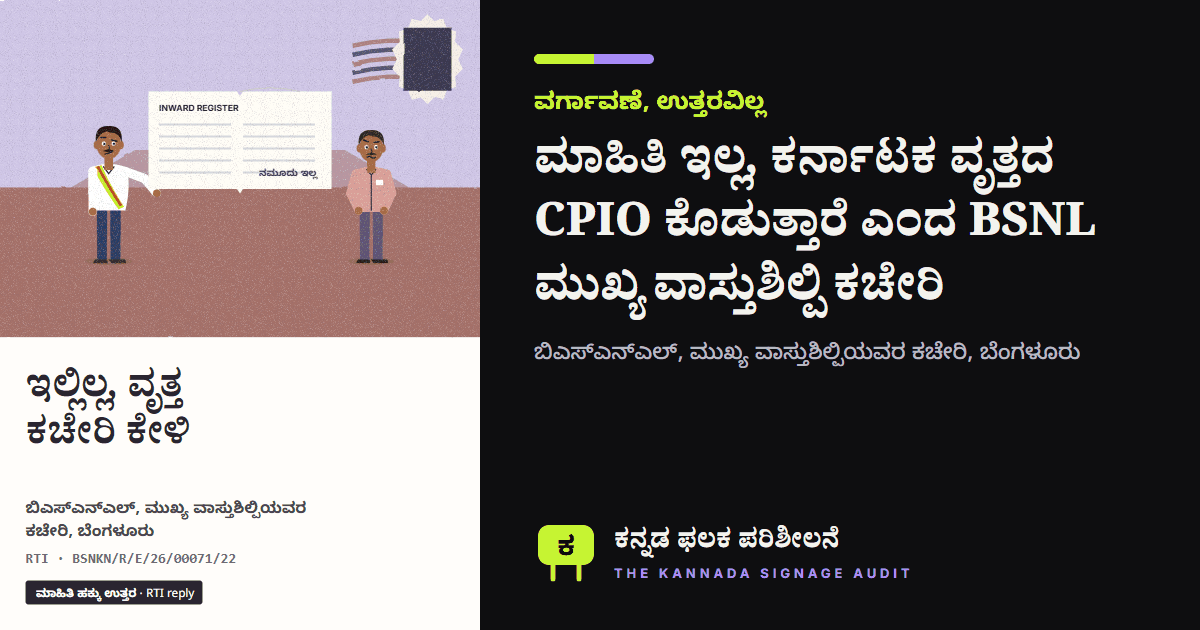 INWARD REGISTER
ನಮೂದು ಇಲ್ಲ
ಇಲ್ಲಿಲ್ಲ, ವೃತ್ತ
ಕಚೇರಿ ಕೇಳಿ
ಬಿಎಸ್‌ಎನ್‌ಎಲ್, ಮುಖ್ಯ ವಾಸ್ತುಶಿಲ್ಪಿಯವರ
ಕಚೇರಿ, ಬೆಂಗಳೂರು
RTI · BSNKN/R/E/26/00071/22
ಮಾಹಿತಿ ಹಕ್ಕು ಉತ್ತರ · RTI reply
ವರ್ಗಾವಣೆ, ಉತ್ತರವಿಲ್ಲ
ಮಾಹಿತಿ ಇಲ್ಲ, ಕರ್ನಾಟಕ ವೃತ್ತದ
CPIO ಕೊಡುತ್ತಾರೆ ಎಂದ BSNL
ಮುಖ್ಯ ವಾಸ್ತುಶಿಲ್ಪಿ ಕಚೇರಿ
ಬಿಎಸ್‌ಎನ್‌ಎಲ್, ಮುಖ್ಯ ವಾಸ್ತುಶಿಲ್ಪಿಯವರ ಕಚೇರಿ, ಬೆಂಗಳೂರು
ಕ
ಕನ್ನಡ ಫಲಕ ಪರಿಶೀಲನೆ
THE KANNADA SIGNAGE AUDIT